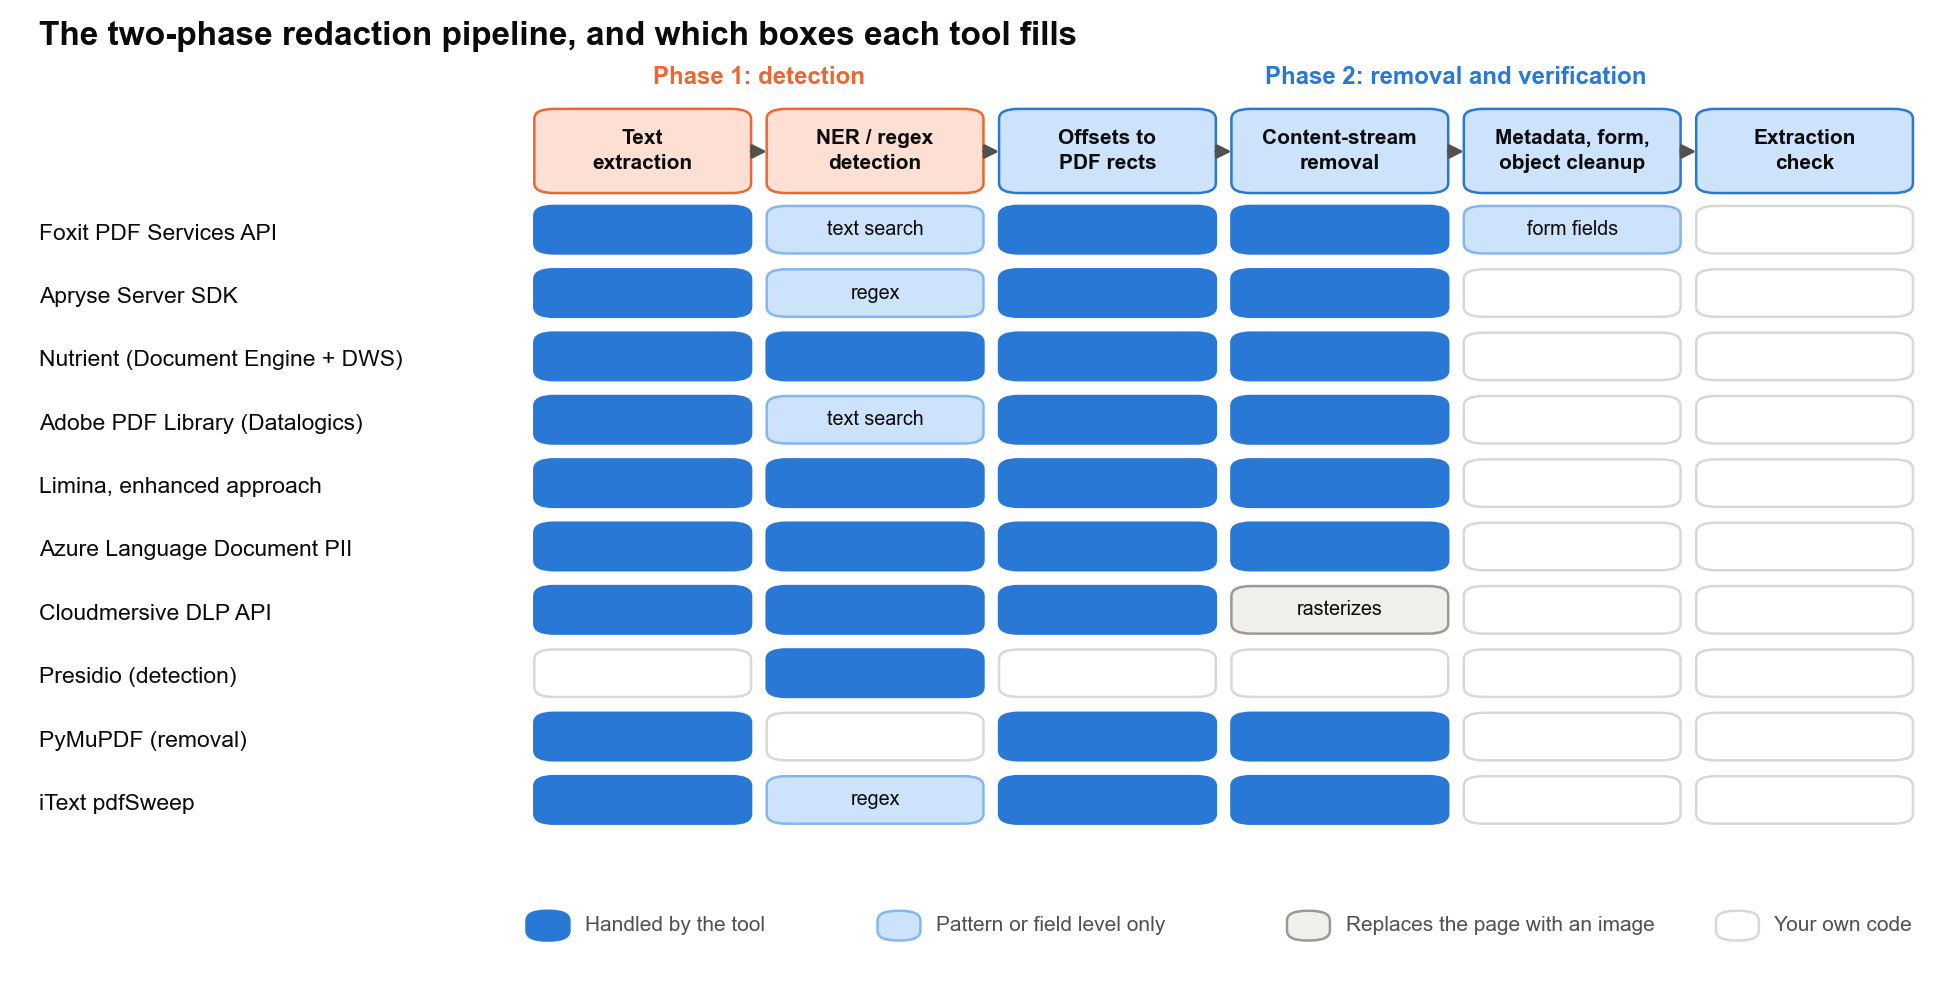 The two-phase redaction pipeline, and which boxes each tool fills
Phase 1: detection
Phase 2: removal and verification
Text
extraction
NER / regex
detection
Offsets to
PDF rects
Content-stream
removal
Metadata, form,
object cleanup
Extraction
check
Foxit PDF Services API
text search
form fields
Apryse Server SDK
regex
Nutrient (Document Engine + DWS)
Adobe PDF Library (Datalogics)
text search
Limina, enhanced approach
Azure Language Document PII
Cloudmersive DLP API
rasterizes
Presidio (detection)
PyMuPDF (removal)
iText pdfSweep
regex
Handled by the tool
Pattern or field level only
Replaces the page with an image
Your own code